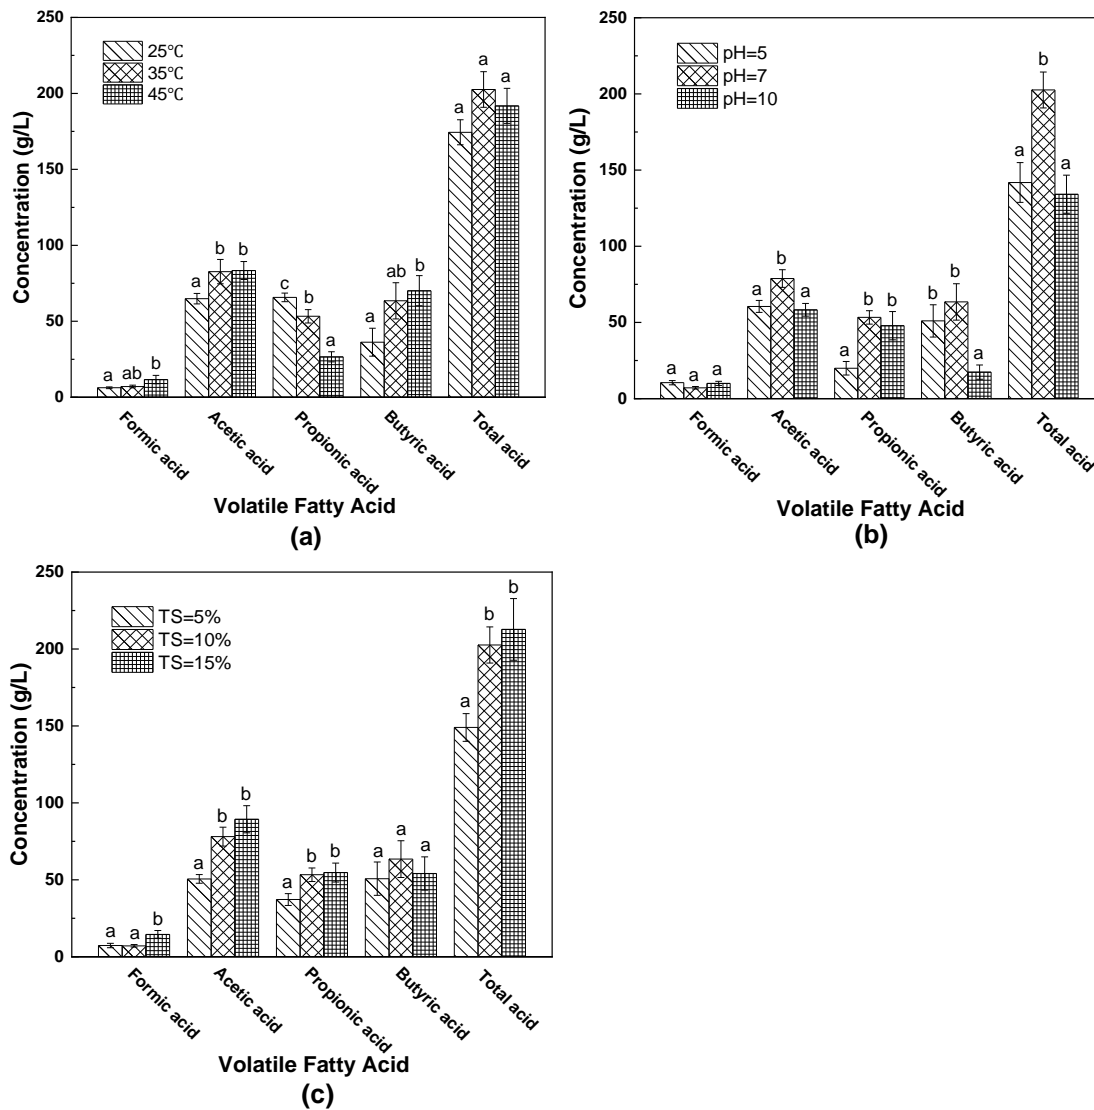 250
200
150
100
50
0
Concentration (g/L)
25℃
35℃
45℃
a ab b
a b b
c b a
a ab b
a a a
Formic acid
Acetic acid
Propionic acid
Butyric acid
Total acid
Volatile Fatty Acid
(a)
250
200
150
100
50
0
Concentration (g/L)
pH=5
pH=7
pH=10
a a a
a b a
a b b
b b a
a b a
Formic acid
Acetic acid
Propionic acid
Butyric acid
Total acid
Volatile Fatty Acid
(b)
250
200
150
100
50
0
Concentration (g/L)
TS=5%
TS=10%
TS=15%
a a b
a b b
a b b
a a a
a b b
Formic acid
Acetic acid
Propionic acid
Butyric acid
Total acid
Volatile Fatty Acid
(c)